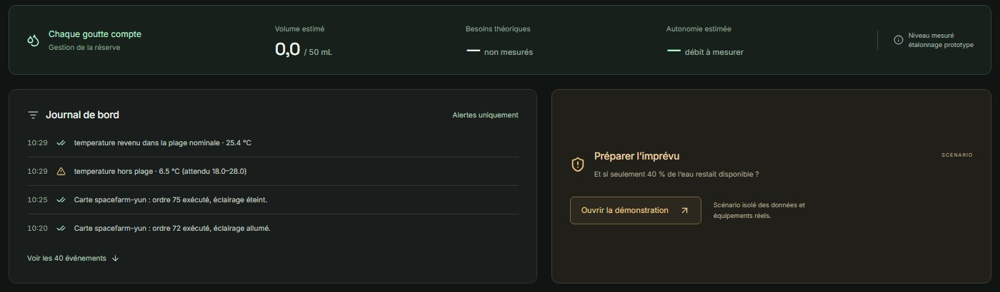 Chaque goutte compte
Gestion de la réserve
Volume estimé
0,0 / 50 mL
Besoins théoriques
— non mesurés
Autonomie estimée
— débit à mesurer
Niveau mesuré
étalonnage prototype
Journal de bord
Alertes uniquement
10:29 temperature revenu dans la plage nominale · 25.4 °C
10:29 temperature hors plage · 6.5 °C (attendu 18.0–28.0)
10:25 Carte spacefarm-yun : ordre 75 exécuté, éclairage éteint.
10:20 Carte spacefarm-yun : ordre 72 exécuté, éclairage allumé.
Voir les 40 événements
Préparer l’imprévu
SCÉNARIO
Et si seulement 40 % de l’eau restait disponible ?
Ouvrir la démonstration
Scénario isolé des données et
équipements réels.